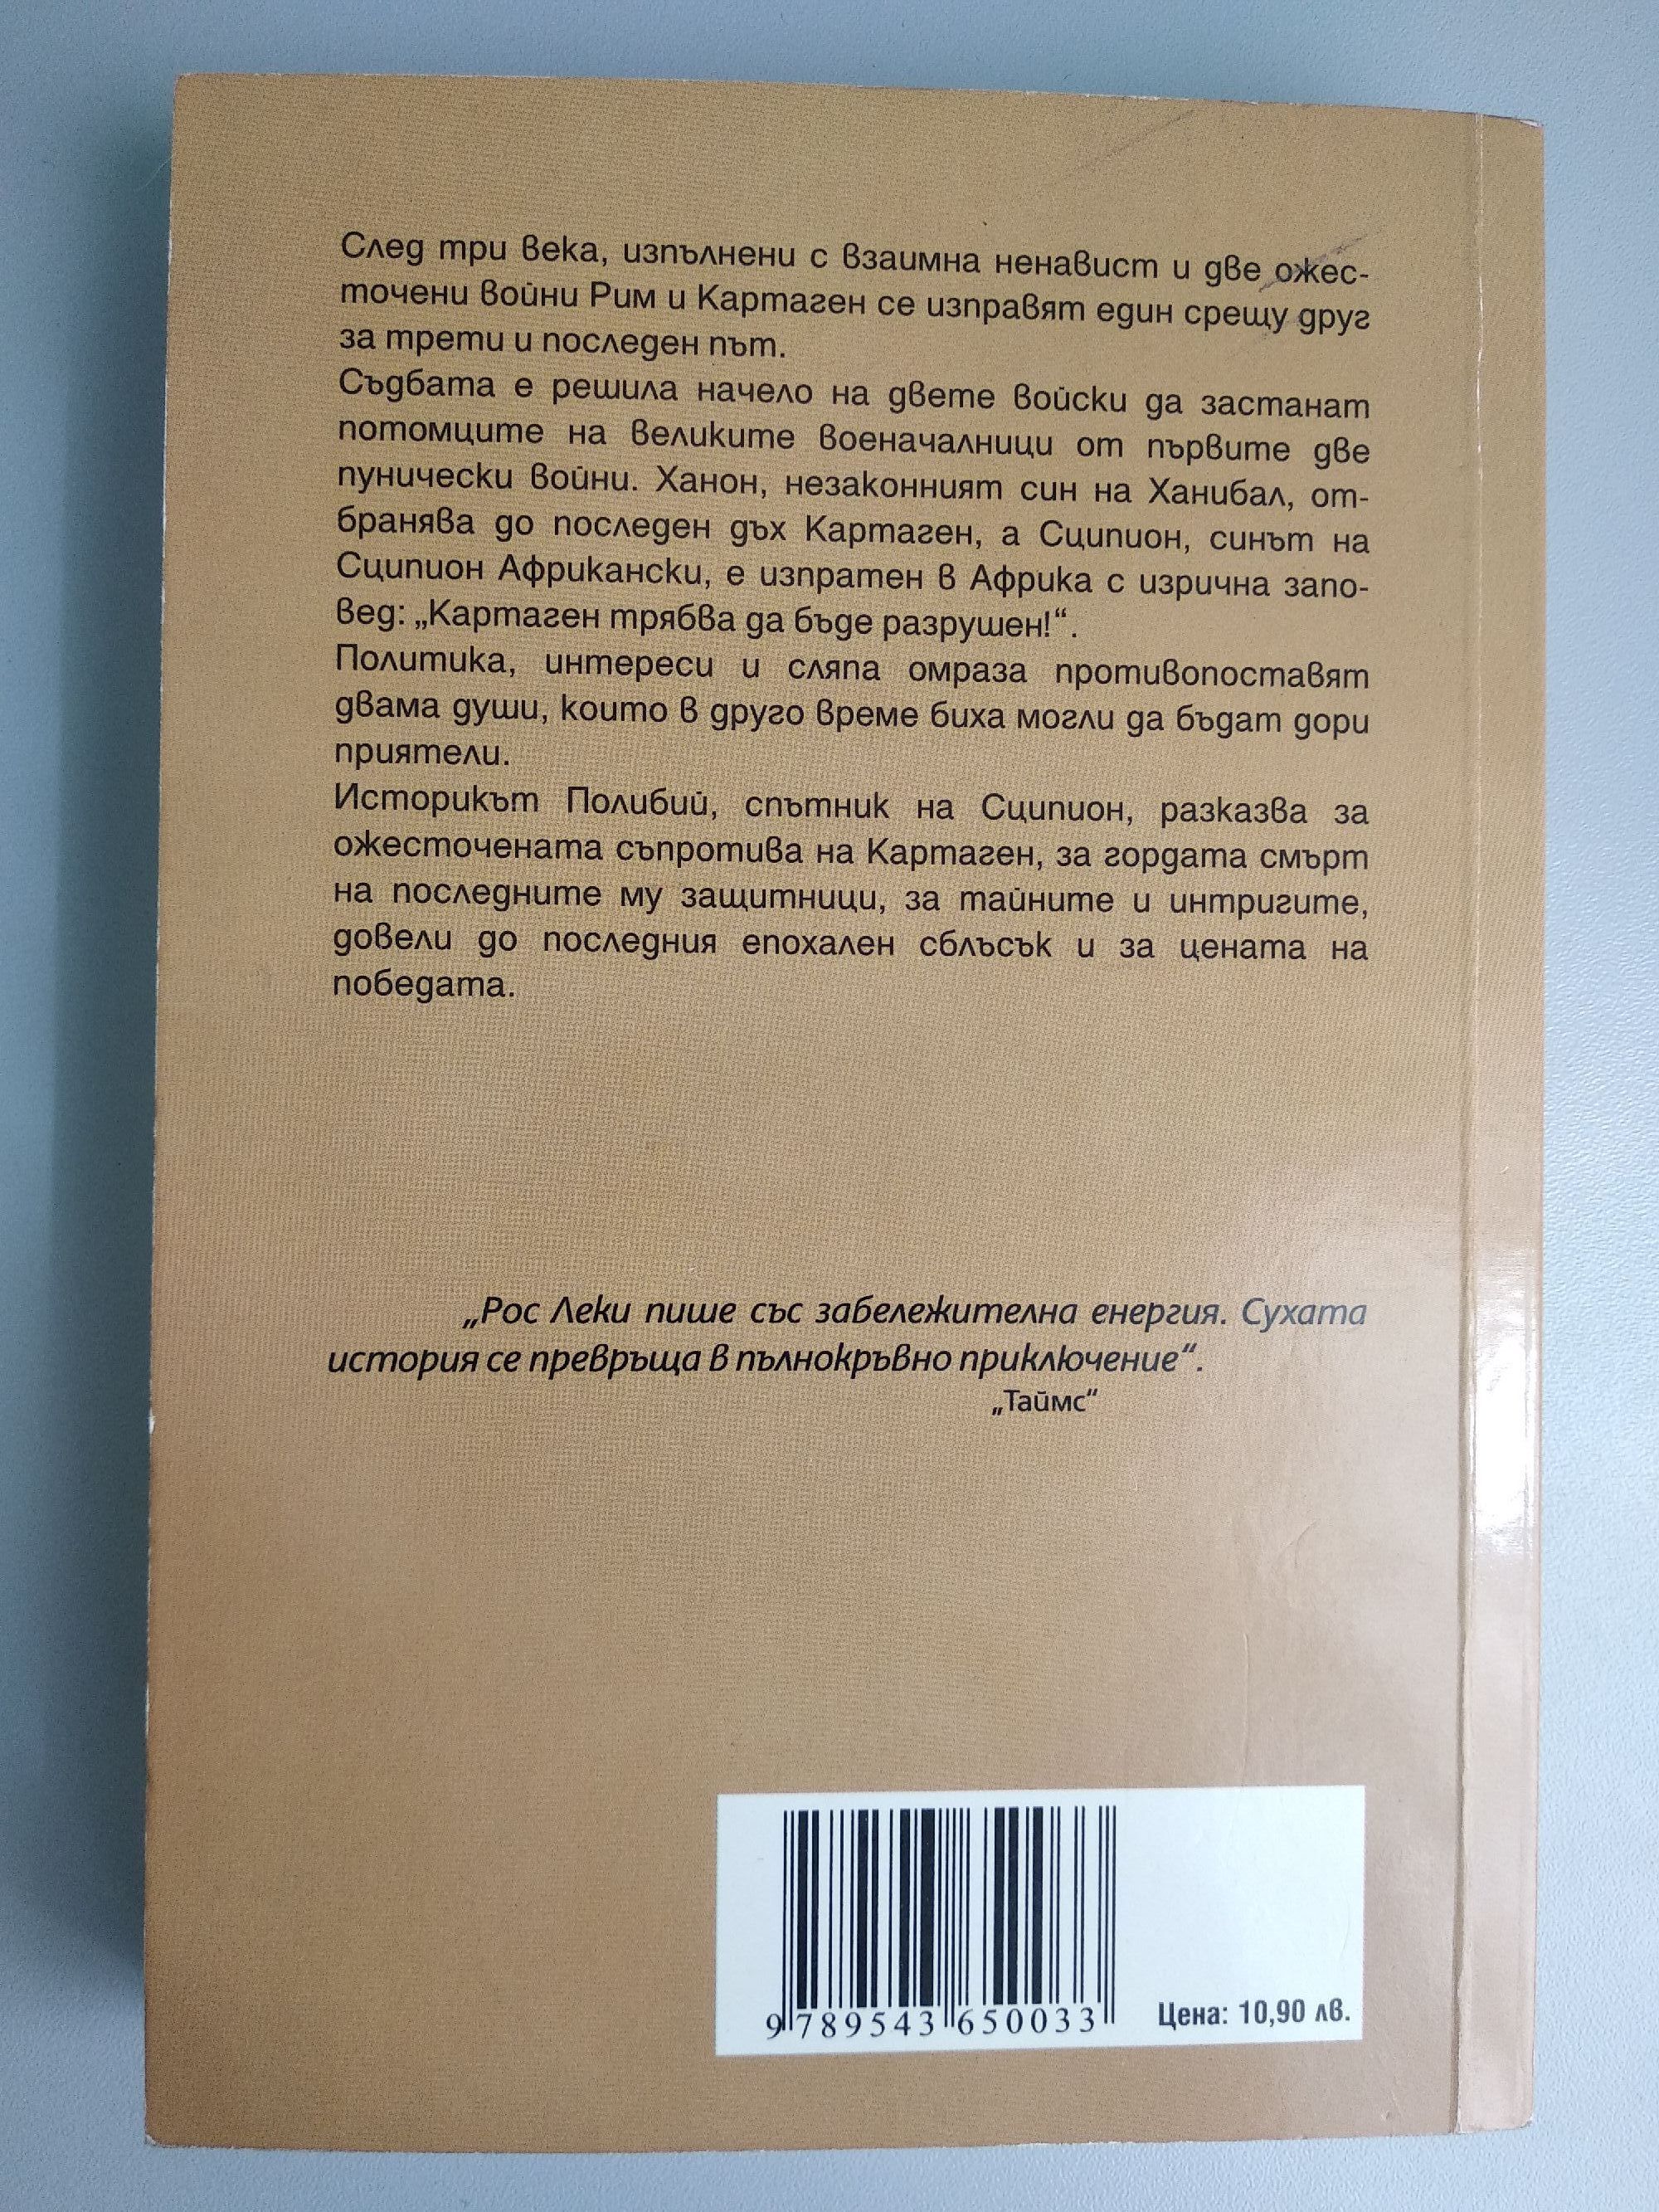 След три века, изпълнени с взаимна ненавист и две ожес-
точени войни Рим и Картаген се изправят един срещу друг
за трети и последен път.
Съдбата е решила начело на двете войски да застанат
потомците на великите военачалници от първите две
пунически войни. Ханон, незаконният син на Ханибал, от-
бранява до последен дъх Картаген, а Сципион, синът на
Сципион Африкански, е изпратен в Африка с изрична запо-
вед: „Картаген трябва да бъде разрушен!“.
Политика, интереси и сляпа омраза противопоставят
двама души, които в друго време биха могли да бъдат дори
приятели.
Историкът Полибий, спътник на Сципион, разказва за
ожесточената съпротива на Картаген, за гордата смърт
на последните му защитници, за тайните и интригите,
довели до последния епохален сблъсък и за цената на
победата.
„Рос Леки пише със забележителна енергия. Сухата
история се превръща в пълнокръвно приключение“.
„Таймс“
9 789543 650033
Цена: 10,90 лв.